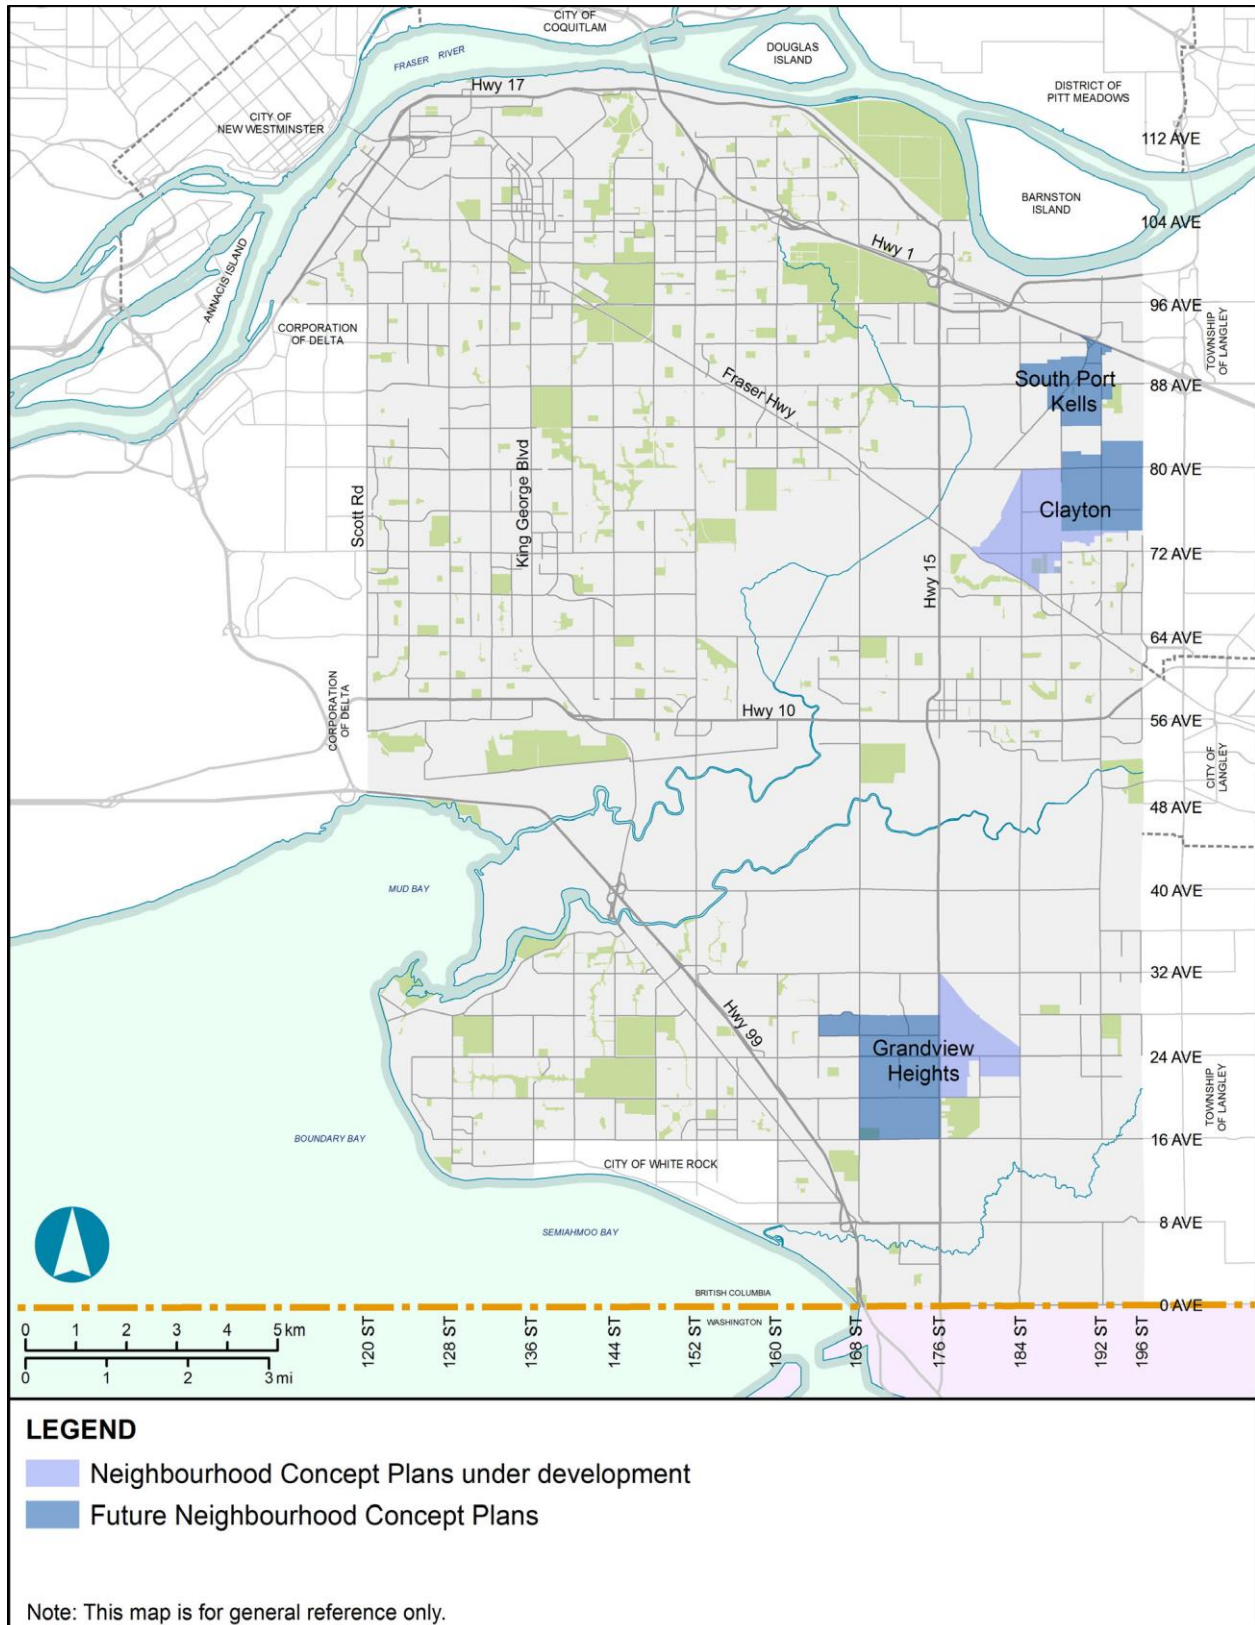 CITY OF
COQUITLAM
DOUGLAS
ISLAND
FRASER RIVER
Hwy 17
DISTRICT OF
PITT MEADOWS
CITY OF
NEW WESTMINSTER
112 AVE
BARNSTON
ISLAND
104 AVE
Hwy 1
ANNACIS ISLAND
96 AVE
CORPORATION
OF DELTA
TOWNSHIP
OF LANGLEY
South Port
Kells
88 AVE
Fraser Hwy
80 AVE
King George Blvd
Scott Rd
Clayton
72 AVE
Hwy 15
64 AVE
CORPORATION
OF DELTA
Hwy 10
56 AVE
CITY OF
LANGLEY
48 AVE
MUD BAY
40 AVE
32 AVE
Hwy 99
Grandview
Heights
24 AVE
TOWNSHIP
OF LANGLEY
BOUNDARY BAY
16 AVE
CITY OF WHITE ROCK
8 AVE
SEMIAHMOO BAY
BRITISH COLUMBIA
0 AVE
WASHINGTON
0 1 2 3 4 5 km
0 1 2 3 mi
120 ST
128 ST
136 ST
144 ST
152 ST
160 ST
168 ST
176 ST
184 ST
192 ST
196 ST
LEGEND
Neighbourhood Concept Plans under development
Future Neighbourhood Concept Plans
Note: This map is for general reference only.